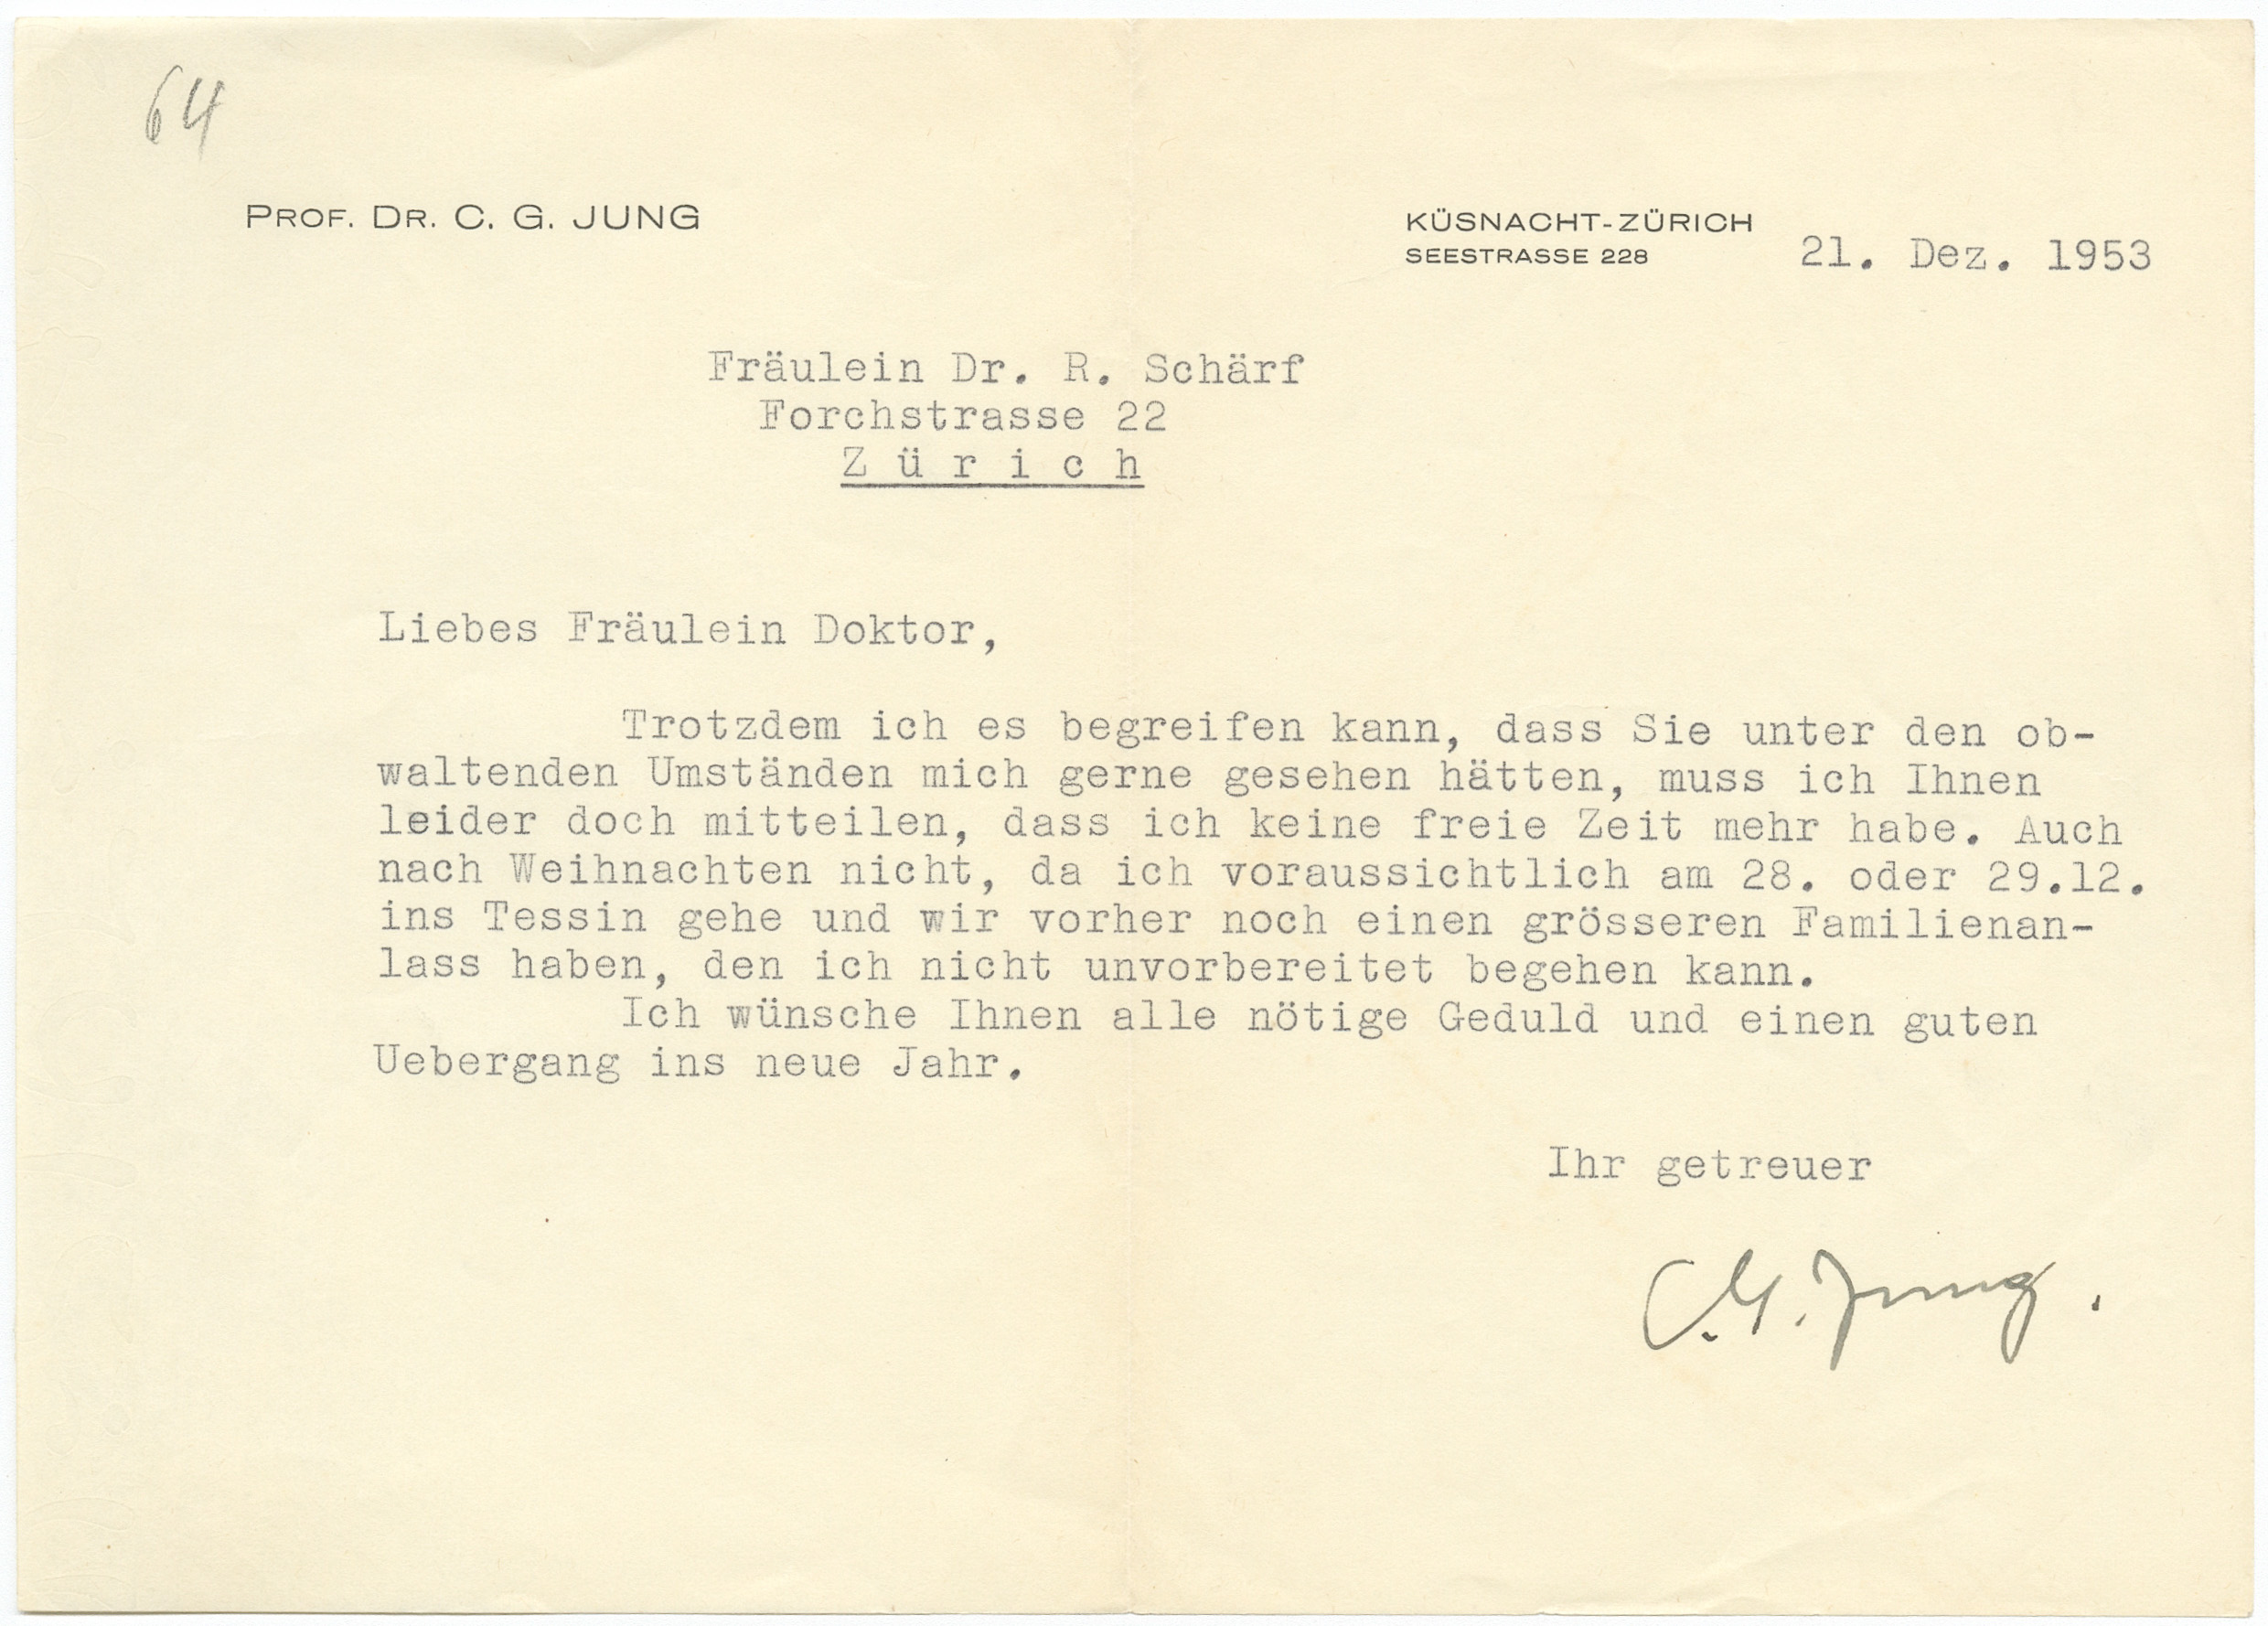 64
PROF. DR. C. G. JUNG
KÜSNACHT-ZÜRICH
SEESTRASSE 228
21. Dez. 1953
Fräulein Dr. R. Schärf
Forchstrasse 22
Z ü r i c h
Liebes Fräulein Doktor,
Trotzdem ich es begreifen kann, dass Sie unter den ob-
waltenden Umständen mich gerne gesehen hätten, muss ich Ihnen
leider doch mitteilen, dass ich keine freie Zeit mehr habe. Auch
nach Weihnachten nicht, da ich voraussichtlich am 28. oder 29.12.
ins Tessin gehe und wir vorher noch einen grösseren Familienan-
lass haben, den ich nicht unvorbereitet begehen kann.
Ich wünsche Ihnen alle nötige Geduld und einen guten
Uebergang ins neue Jahr.
Ihr getreuer
C. G. Jung.